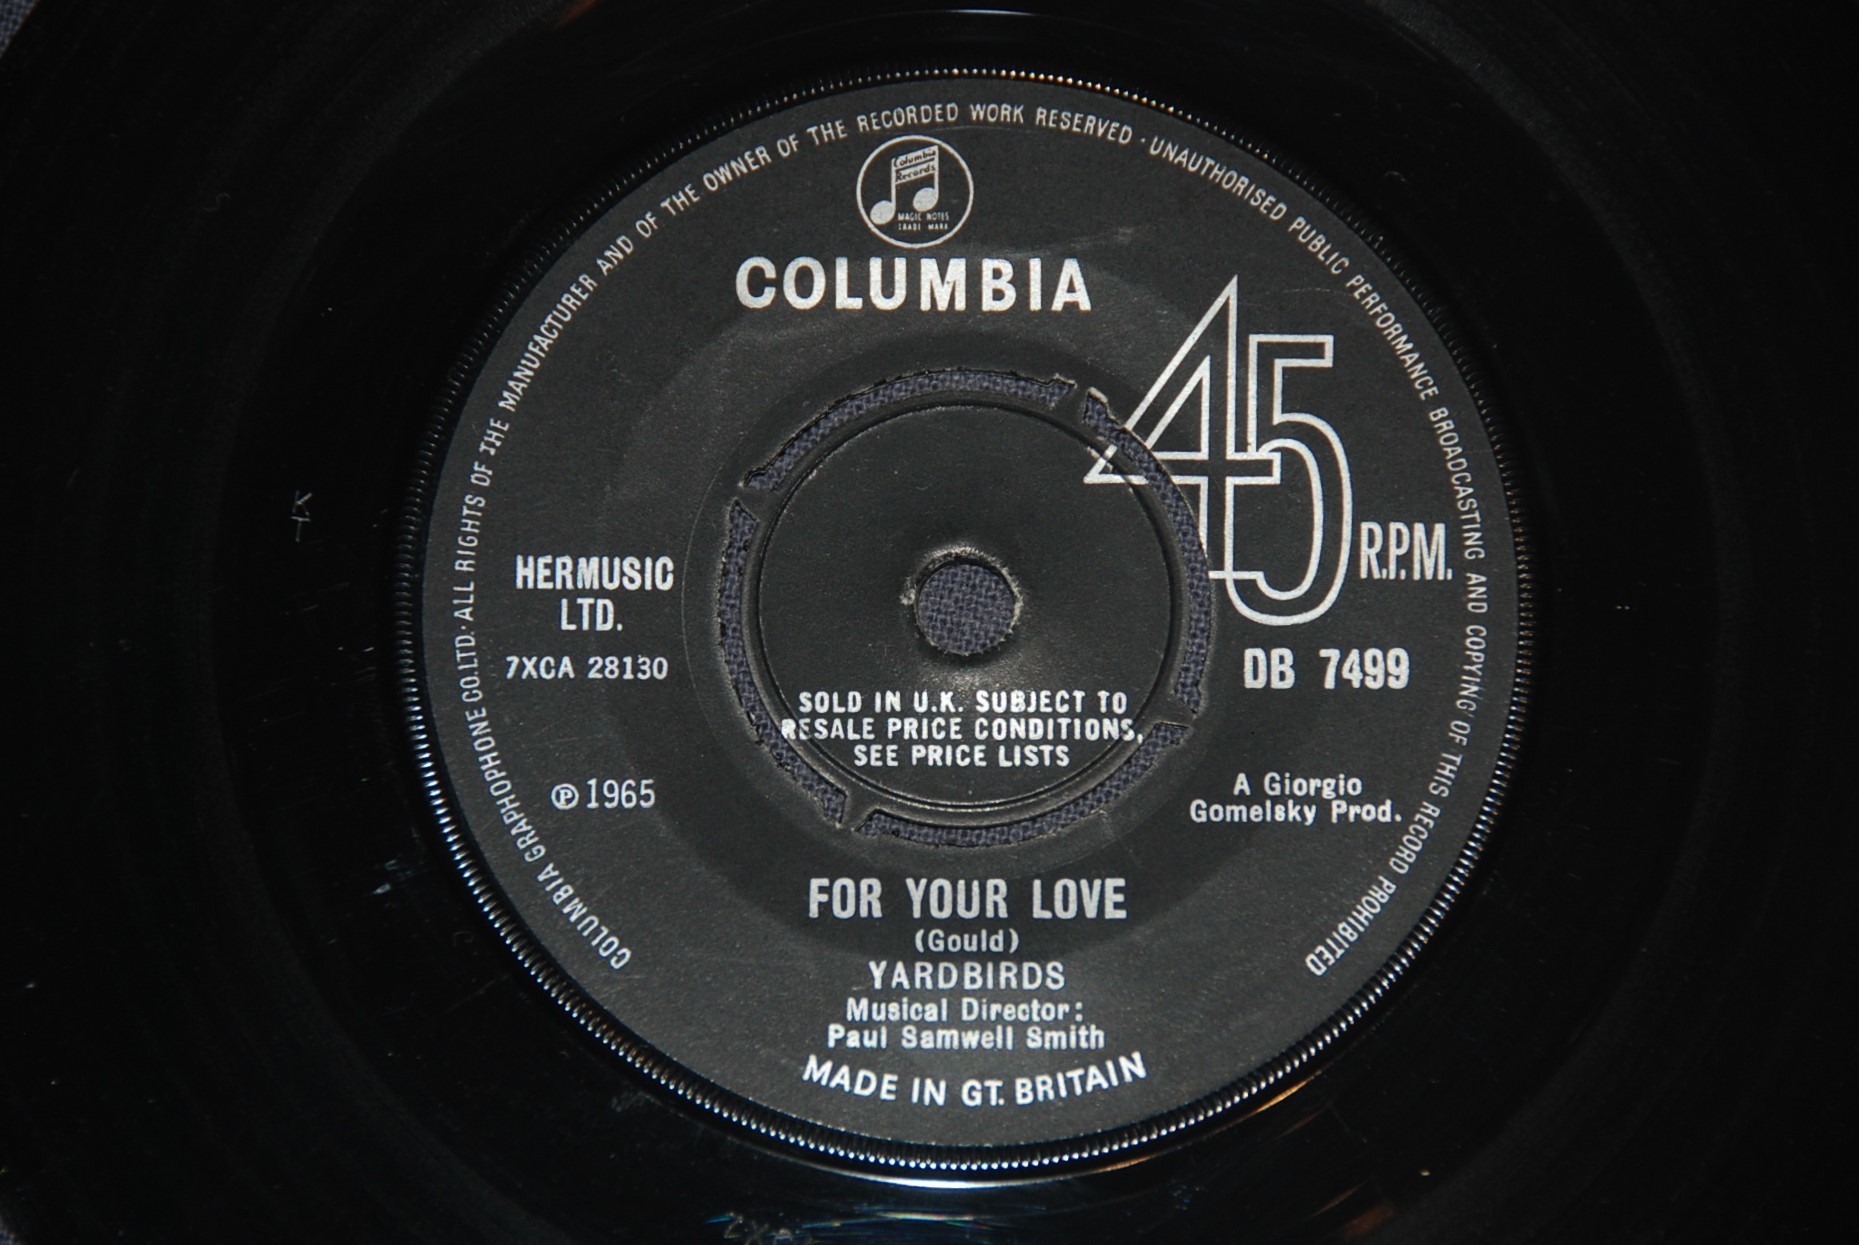 COLUMBIA GRAPHOPHONE CO. LTD. · ALL RIGHTS OF THE MANUFACTURER AND OF THE OWNER OF THE RECORDED WORK RESERVED · UNAUTHORISED PUBLIC PERFORMANCE BROADCASTING AND COPYING OF THIS RECORD PROHIBITED
Columbia
Records
MAGIC NOTES
TRADE MARK
COLUMBIA
45 R.P.M.
HERMUSIC
LTD.
7XCA 28130
DB 7499
SOLD IN U.K. SUBJECT TO
RESALE PRICE CONDITIONS,
SEE PRICE LISTS
℗ 1965
A Giorgio
Gomelsky Prod.
FOR YOUR LOVE
(Gould)
YARDBIRDS
Musical Director:
Paul Samwell Smith
MADE IN GT. BRITAIN